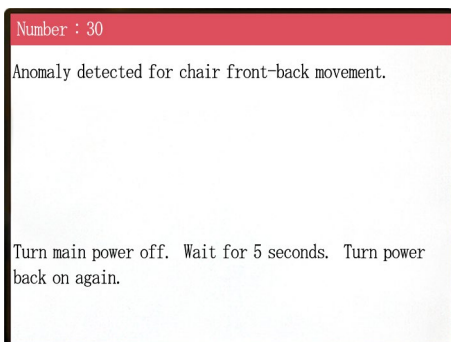 Number：30
Anomaly detected for chair front-back movement.
Turn main power off. Wait for 5 seconds. Turn power
back on again.